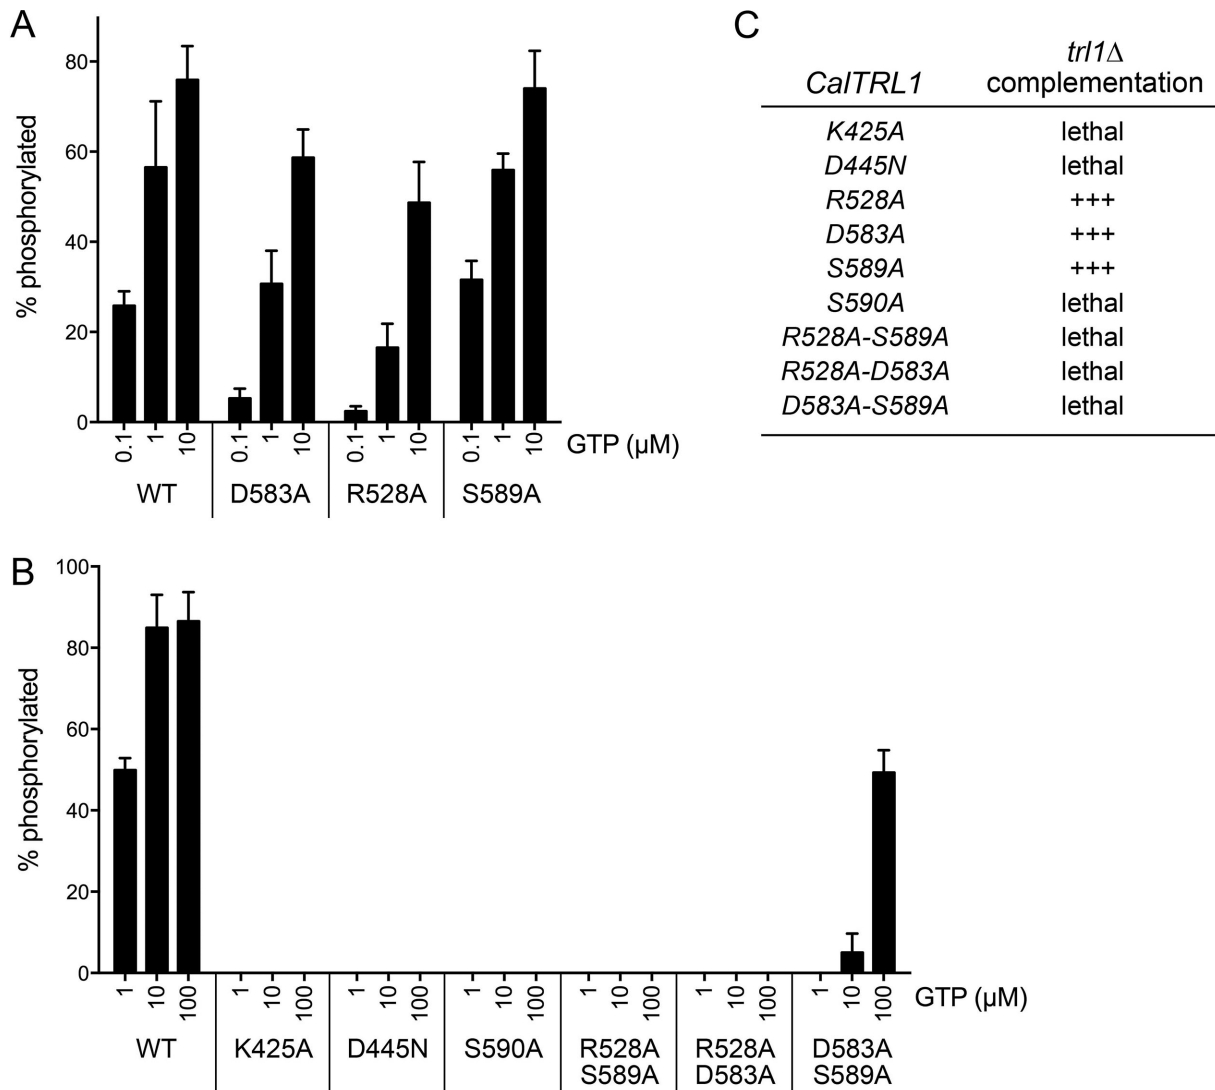 A
80
60
40
20
0
% phosphorylated
0.1 1 10 0.1 1 10 0.1 1 10 0.1 1 10 GTP (µM)
WT D583A R528A S589A
C
CalTRL1 trl1Δ complementation
K425A lethal
D445N lethal
R528A +++
D583A +++
S589A +++
S590A lethal
R528A-S589A lethal
R528A-D583A lethal
D583A-S589A lethal
B
100
80
60
40
20
0
% phosphorylated
1 10 100 1 10 100 1 10 100 1 10 100 1 10 100 1 10 100 1 10 100 GTP (µM)
WT K425A D445N S590A R528A R528A D583A
S589A D583A S589A